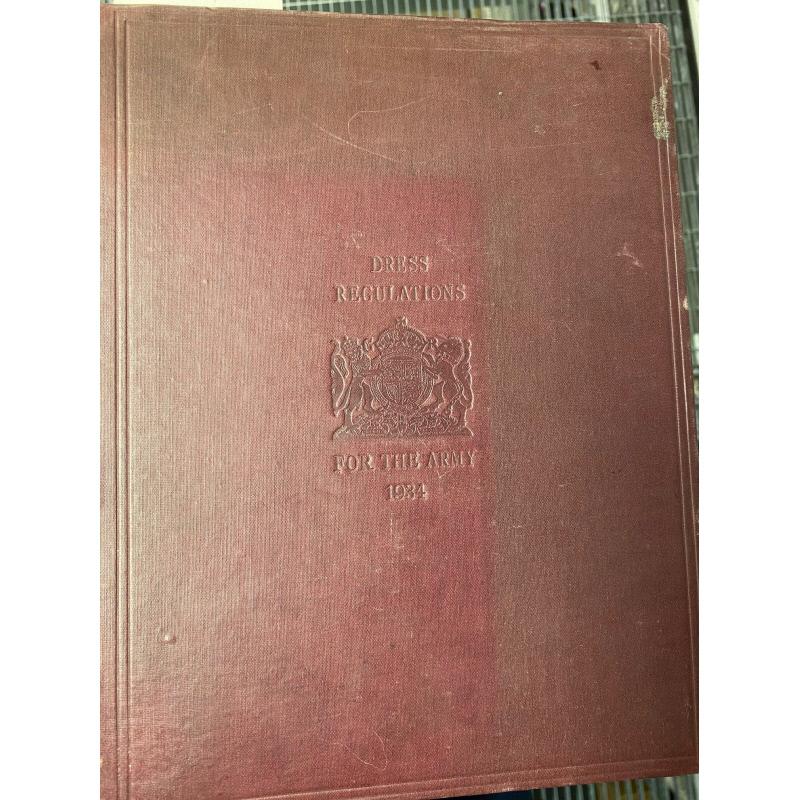 DRESS
REGULATIONS
FOR THE ARMY
1934